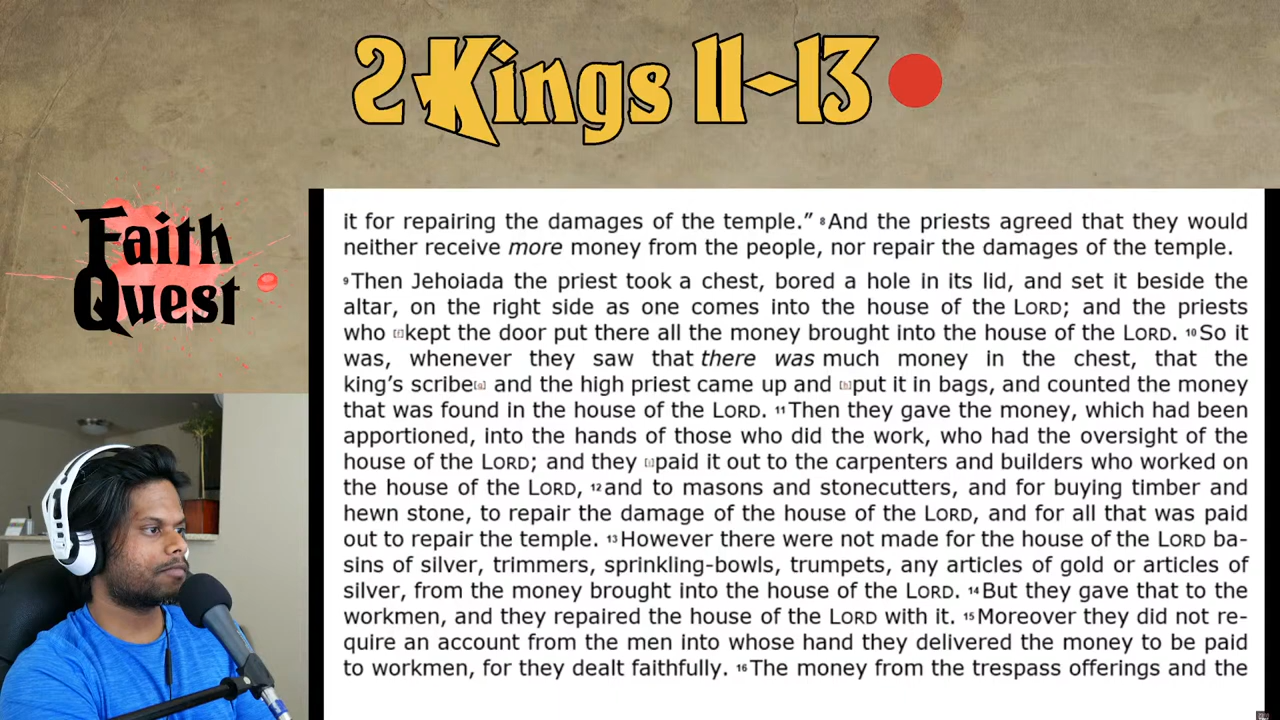 2 Kings 11-13
Faith
Quest
it for repairing the damages of the temple.” 8 And the priests agreed that they would
neither receive more money from the people, nor repair the damages of the temple.
9 Then Jehoiada the priest took a chest, bored a hole in its lid, and set it beside the
altar, on the right side as one comes into the house of the LORD; and the priests
who [f]kept the door put there all the money brought into the house of the LORD. 10 So it
was, whenever they saw that there was much money in the chest, that the
king’s scribe[g] and the high priest came up and [h]put it in bags, and counted the money
that was found in the house of the LORD. 11 Then they gave the money, which had been
apportioned, into the hands of those who did the work, who had the oversight of the
house of the LORD; and they [i]paid it out to the carpenters and builders who worked on
the house of the LORD, 12 and to masons and stonecutters, and for buying timber and
hewn stone, to repair the damage of the house of the LORD, and for all that was paid
out to repair the temple. 13 However there were not made for the house of the LORD ba-
sins of silver, trimmers, sprinkling-bowls, trumpets, any articles of gold or articles of
silver, from the money brought into the house of the LORD. 14 But they gave that to the
workmen, and they repaired the house of the LORD with it. 15 Moreover they did not re-
quire an account from the men into whose hand they delivered the money to be paid
to workmen, for they dealt faithfully. 16 The money from the trespass offerings and the